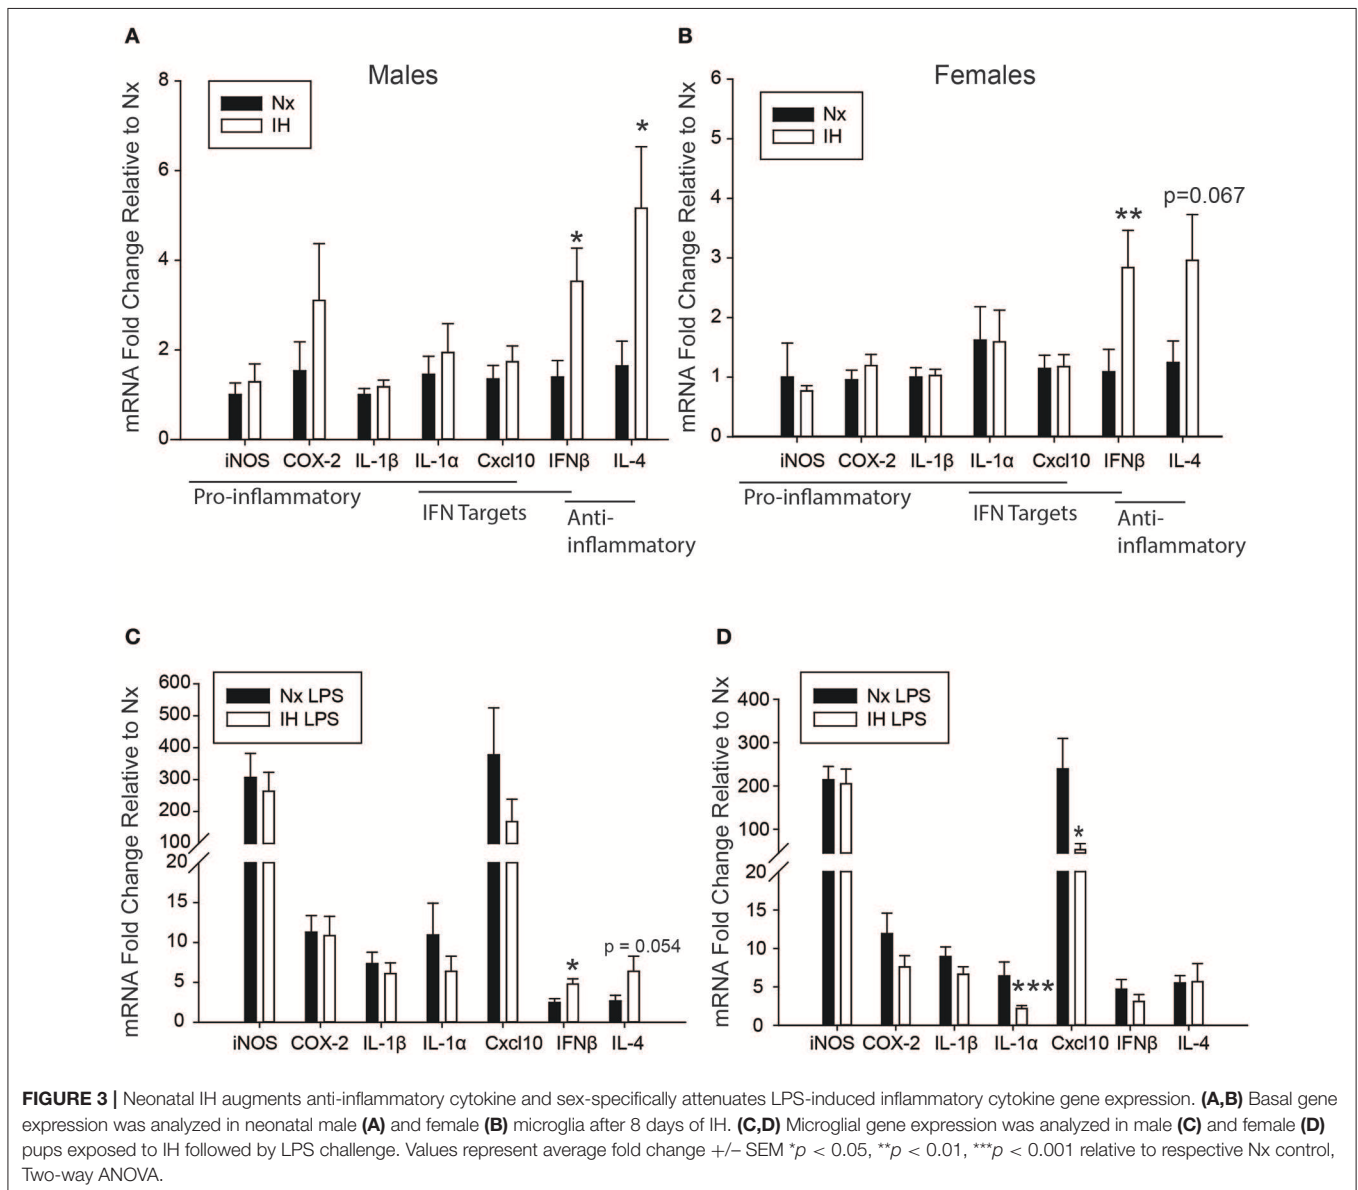 A
Males
mRNA Fold Change Relative to Nx
8
6
4
2
0
Nx
IH
*
*
iNOS COX-2 IL-1β IL-1α Cxcl10 IFNβ IL-4
Pro-inflammatory
IFN Targets
Anti-
inflammatory
B
Females
mRNA Fold Change Relative to Nx
6
5
4
3
2
1
0
Nx
IH
**
p=0.067
iNOS COX-2 IL-1β IL-1α Cxcl10 IFNβ IL-4
Pro-inflammatory
IFN Targets
Anti-
inflammatory
C
mRNA Fold Change Relative to Nx
600
500
400
300
200
100
20
15
10
5
0
Nx LPS
IH LPS
*
p = 0.054
iNOS COX-2 IL-1β IL-1α Cxcl10 IFNβ IL-4
D
mRNA Fold Change Relative to Nx
400
300
200
100
20
15
10
5
0
Nx LPS
IH LPS
***
*
iNOS COX-2 IL-1β IL-1α Cxcl10 IFNβ IL-4
FIGURE 3 | Neonatal IH augments anti-inflammatory cytokine and sex-specifically attenuates LPS-induced inflammatory cytokine gene expression. (A,B) Basal gene
expression was analyzed in neonatal male (A) and female (B) microglia after 8 days of IH. (C,D) Microglial gene expression was analyzed in male (C) and female (D)
pups exposed to IH followed by LPS challenge. Values represent average fold change +/– SEM *p < 0.05, **p < 0.01, ***p < 0.001 relative to respective Nx control,
Two-way ANOVA.